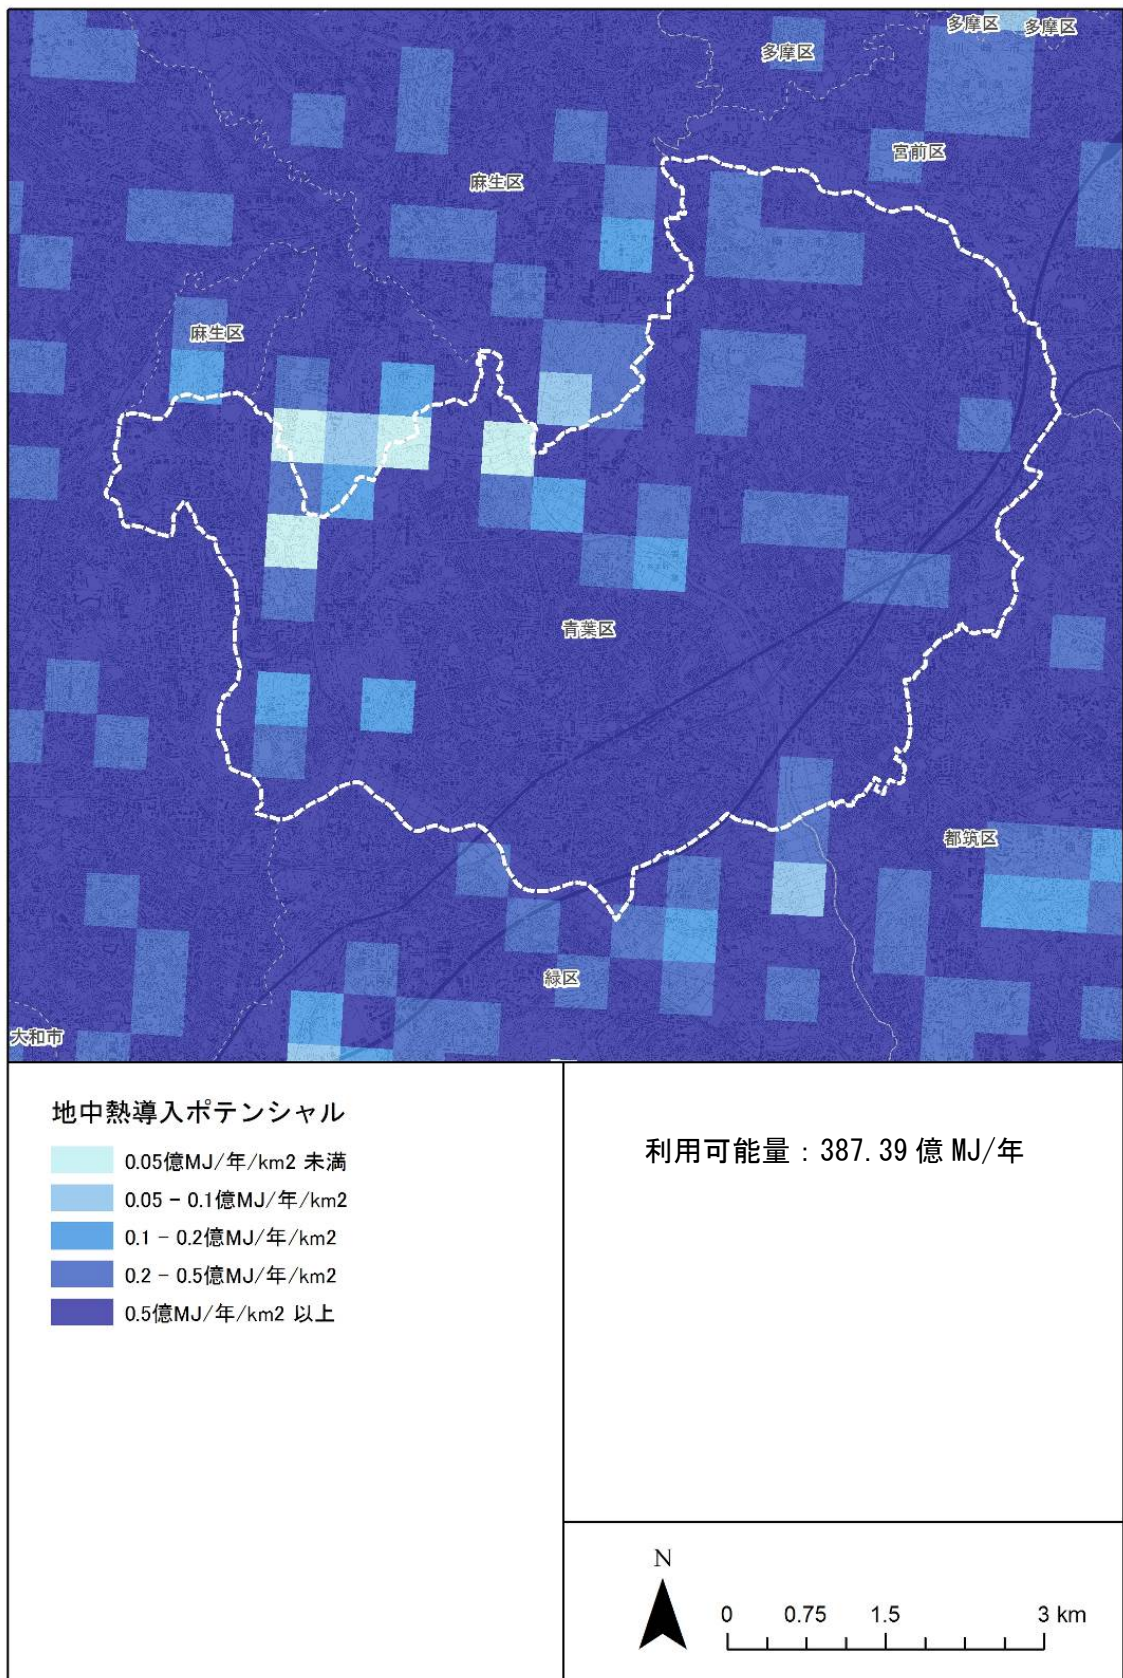 多摩区
多摩区
多摩区
宮前区
麻生区
麻生区
青葉区
都筑区
緑区
大和市
地中熱導入ポテンシャル
0.05億MJ/年/km2 未満
0.05 - 0.1億MJ/年/km2
0.1 - 0.2億MJ/年/km2
0.2 - 0.5億MJ/年/km2
0.5億MJ/年/km2 以上
利用可能量：387.39 億 MJ/年
N
0 0.75 1.5 3 km